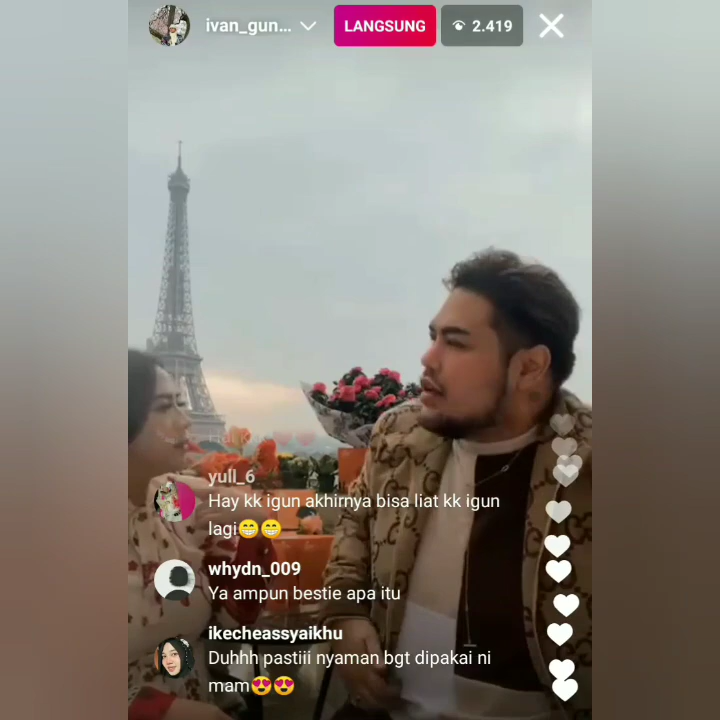 ivan_gun...
LANGSUNG
2.419
yull_6
Hay kk igun akhirnya bisa liat kk igun
lagi😁😁
whydn_009
Ya ampun bestie apa itu
ikecheassyaikhu
Duhhh pastiii nyaman bgt dipakai ni
mam😍😍